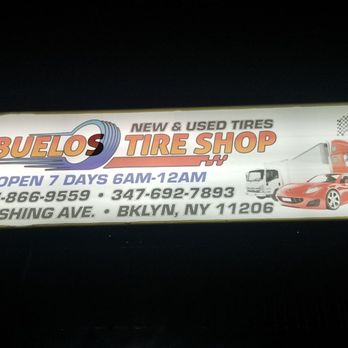 NEW & USED TIRES
BUELOS TIRE SHOP
NY
OPEN 7 DAYS 6AM-12AM
-866-9559 • 347-692-7893
SHING AVE. • BKLYN, NY 11206